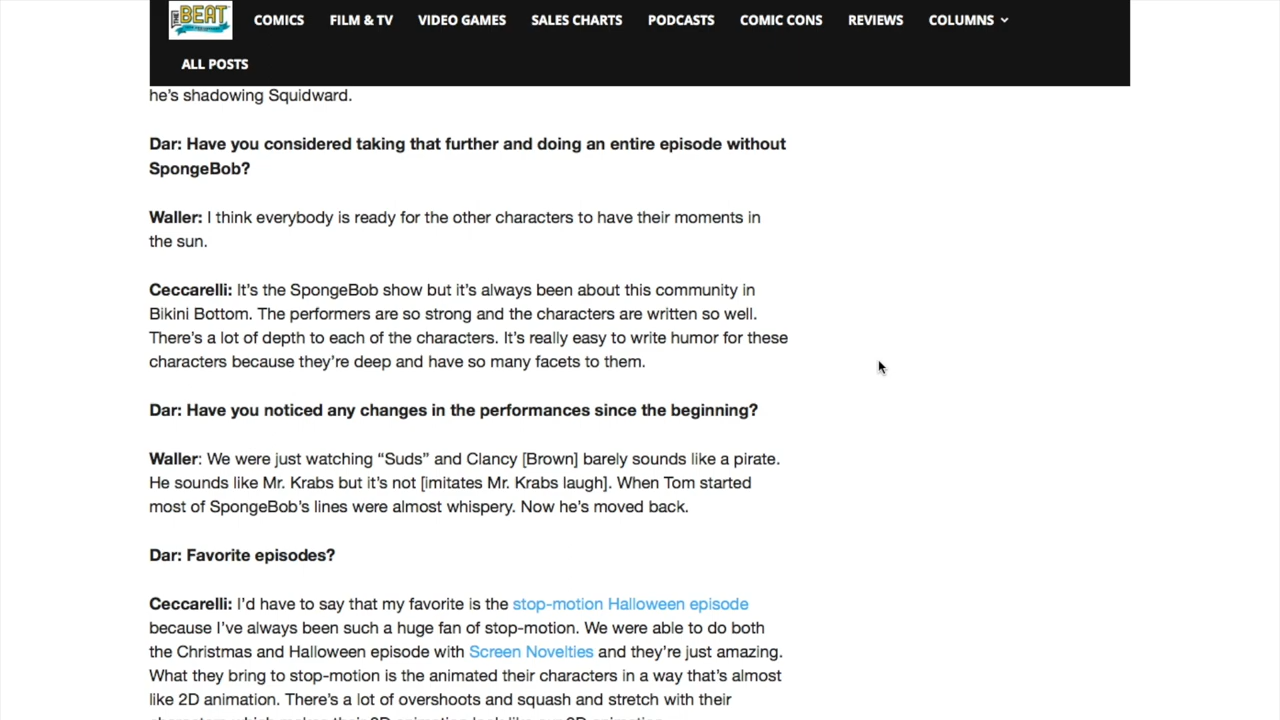 THE BEAT
COMICS FILM & TV VIDEO GAMES SALES CHARTS PODCASTS COMIC CONS REVIEWS COLUMNS
ALL POSTS
he’s shadowing Squidward.
Dar: Have you considered taking that further and doing an entire episode without
SpongeBob?
Waller: I think everybody is ready for the other characters to have their moments in
the sun.
Ceccarelli: It’s the SpongeBob show but it’s always been about this community in
Bikini Bottom. The performers are so strong and the characters are written so well.
There’s a lot of depth to each of the characters. It’s really easy to write humor for these
characters because they’re deep and have so many facets to them.
Dar: Have you noticed any changes in the performances since the beginning?
Waller: We were just watching “Suds” and Clancy [Brown] barely sounds like a pirate.
He sounds like Mr. Krabs but it’s not [imitates Mr. Krabs laugh]. When Tom started
most of SpongeBob’s lines were almost whispery. Now he’s moved back.
Dar: Favorite episodes?
Ceccarelli: I’d have to say that my favorite is the stop-motion Halloween episode
because I’ve always been such a huge fan of stop-motion. We were able to do both
the Christmas and Halloween episode with Screen Novelties and they’re just amazing.
What they bring to stop-motion is the animated their characters in a way that’s almost
like 2D animation. There’s a lot of overshoots and squash and stretch with their